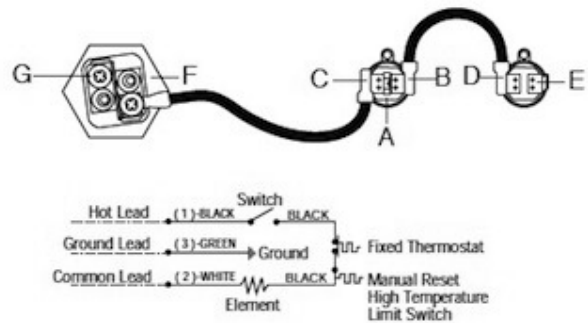 G
F
C
B
D
E
A
Switch
Hot Lead (1)-BLACK BLACK
Ground Lead (3)-GREEN Ground Fixed Thermostat
Common Lead (2)-WHITE BLACK Manual Reset
Element High Temperature
Limit Switch